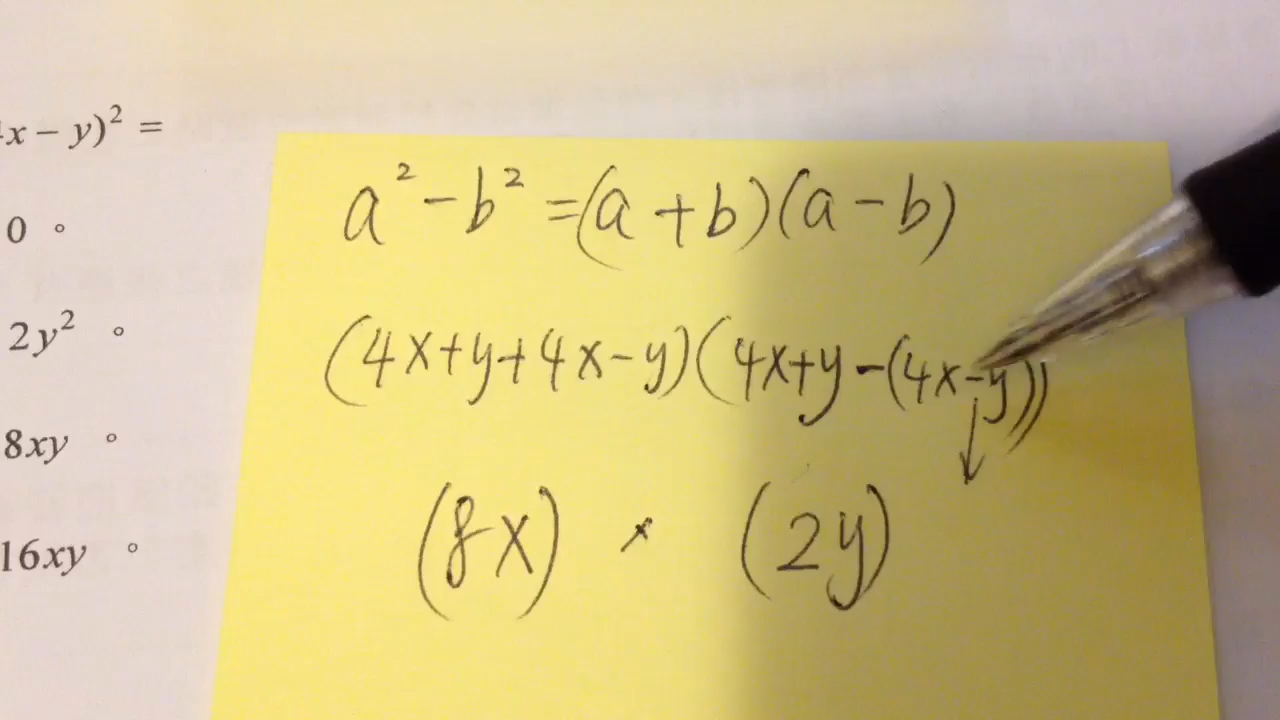 x − y)² =
0。
2y²。
8xy。
16xy。
a² − b² = (a + b)(a − b)
(4x+y+4x−y)(4x+y−(4x−y))
(8x) × (2y)